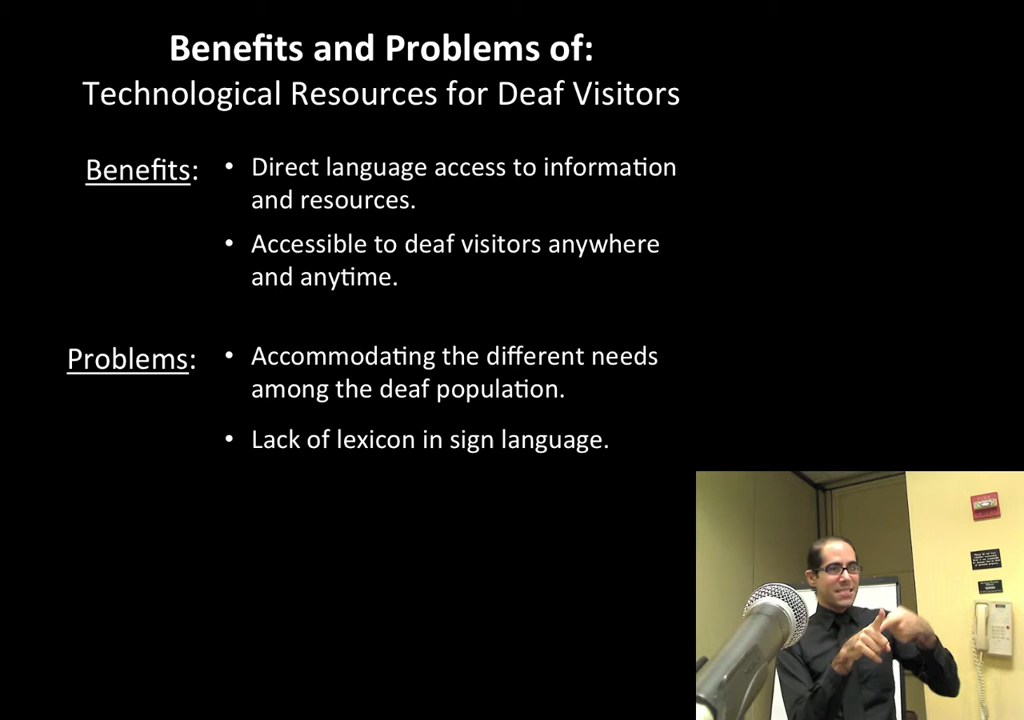 Benefits and Problems of:
Technological Resources for Deaf Visitors
Benefits:
• Direct language access to information
and resources.
• Accessible to deaf visitors anywhere
and anytime.
Problems:
• Accommodating the different needs
among the deaf population.
• Lack of lexicon in sign language.